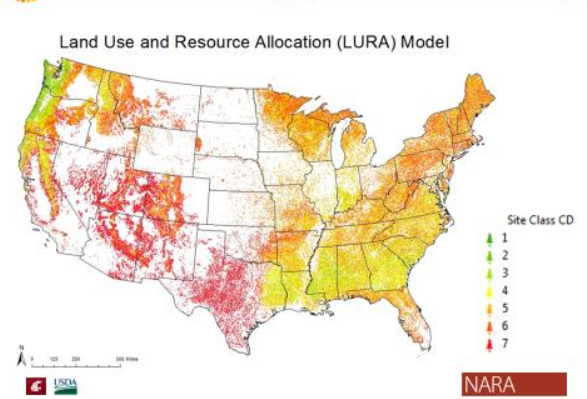 Land Use and Resource Allocation (LURA) Model
Site Class CD
1
2
3
4
5
6
7
N
0 125 250 500 Miles
USDA
NARA